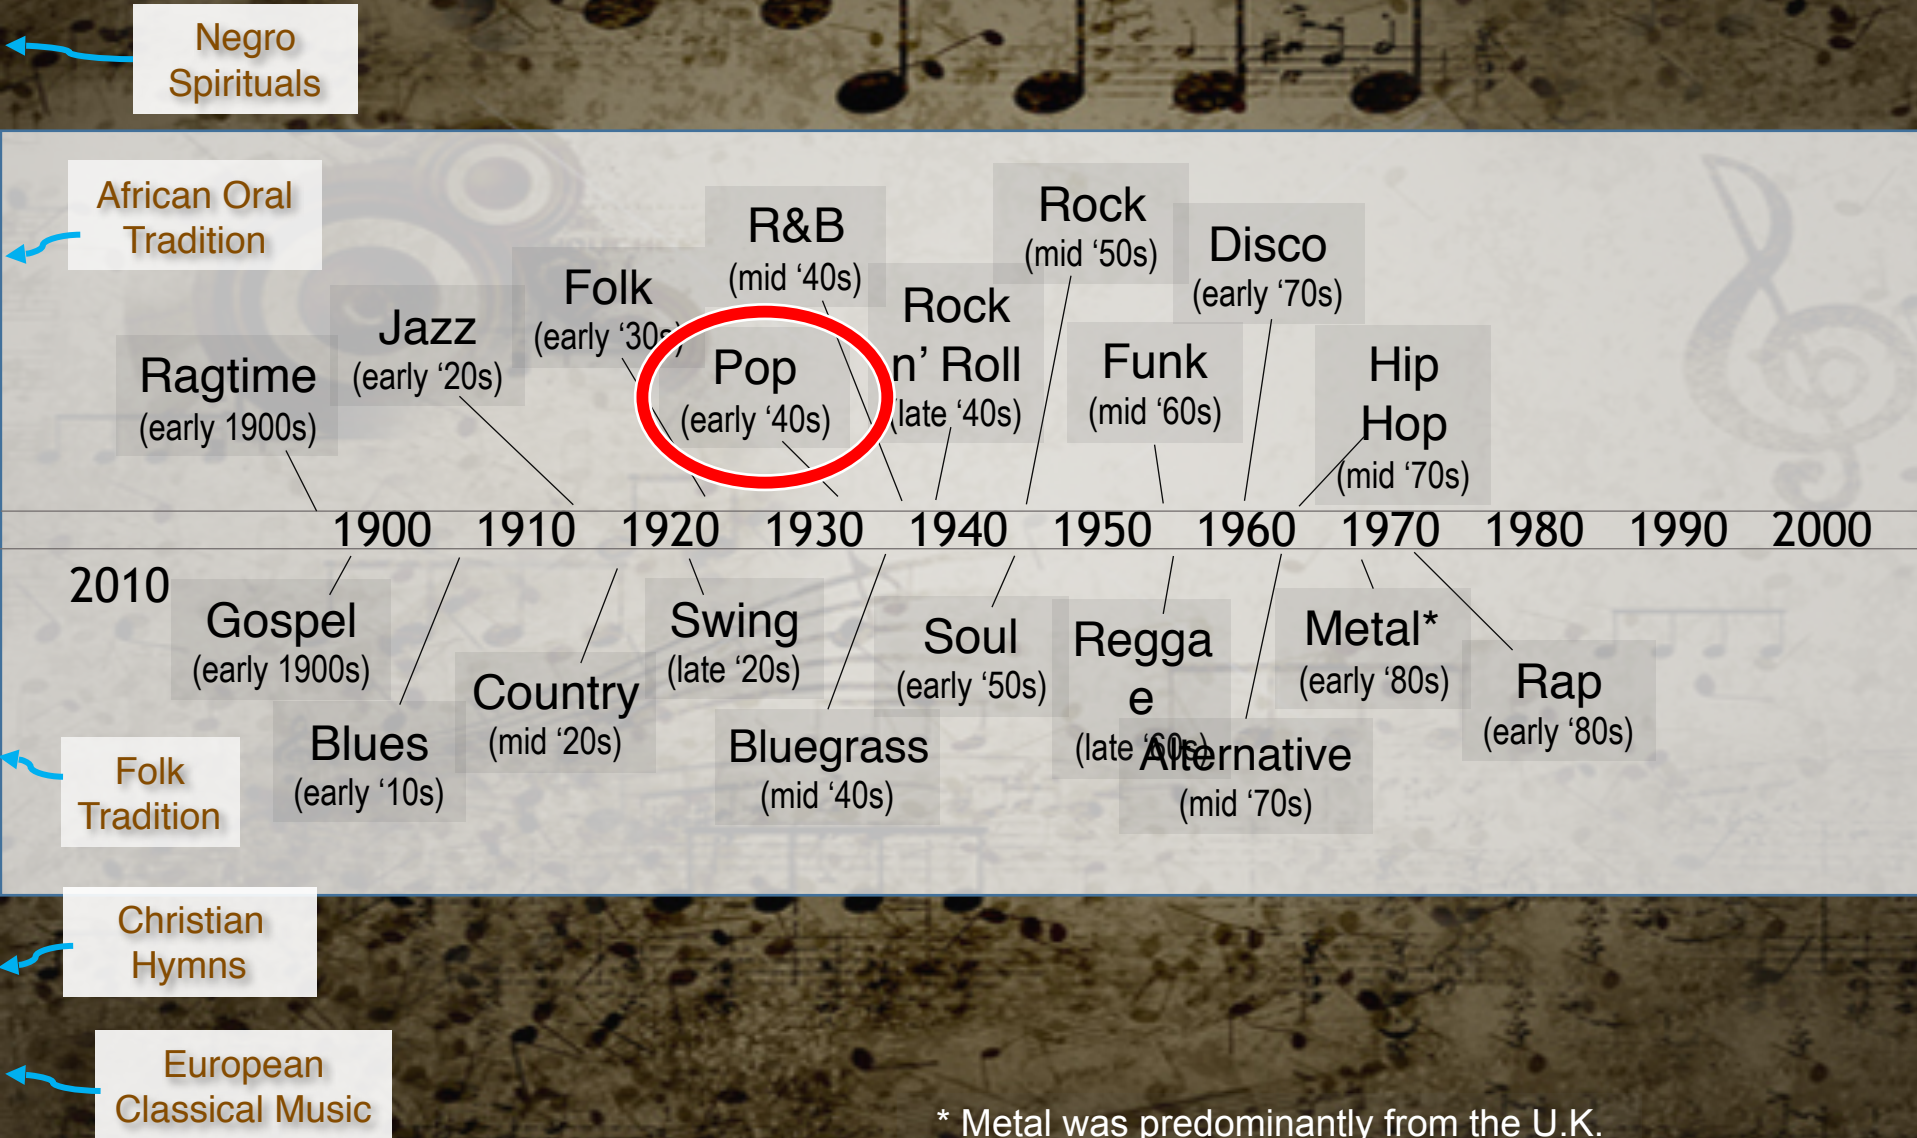 Negro
Spirituals
African Oral
Tradition
Ragtime
(early 1900s)
Jazz
(early ‘20s)
Folk
(early ‘30s)
R&B
(mid ‘40s)
Pop
(early ‘40s)
Rock
n’ Roll
(late ‘40s)
Rock
(mid ‘50s)
Funk
(mid ‘60s)
Disco
(early ‘70s)
Hip
Hop
(mid ‘70s)
1900 1910 1920 1930 1940 1950 1960 1970 1980 1990 2000
2010
Gospel
(early 1900s)
Blues
(early ‘10s)
Country
(mid ‘20s)
Swing
(late ‘20s)
Bluegrass
(mid ‘40s)
Soul
(early ‘50s)
Regga
e
(late ‘60s)
Alternative
(mid ‘70s)
Metal*
(early ‘80s)
Rap
(early ‘80s)
Folk
Tradition
Christian
Hymns
European
Classical Music
* Metal was predominantly from the U.K.